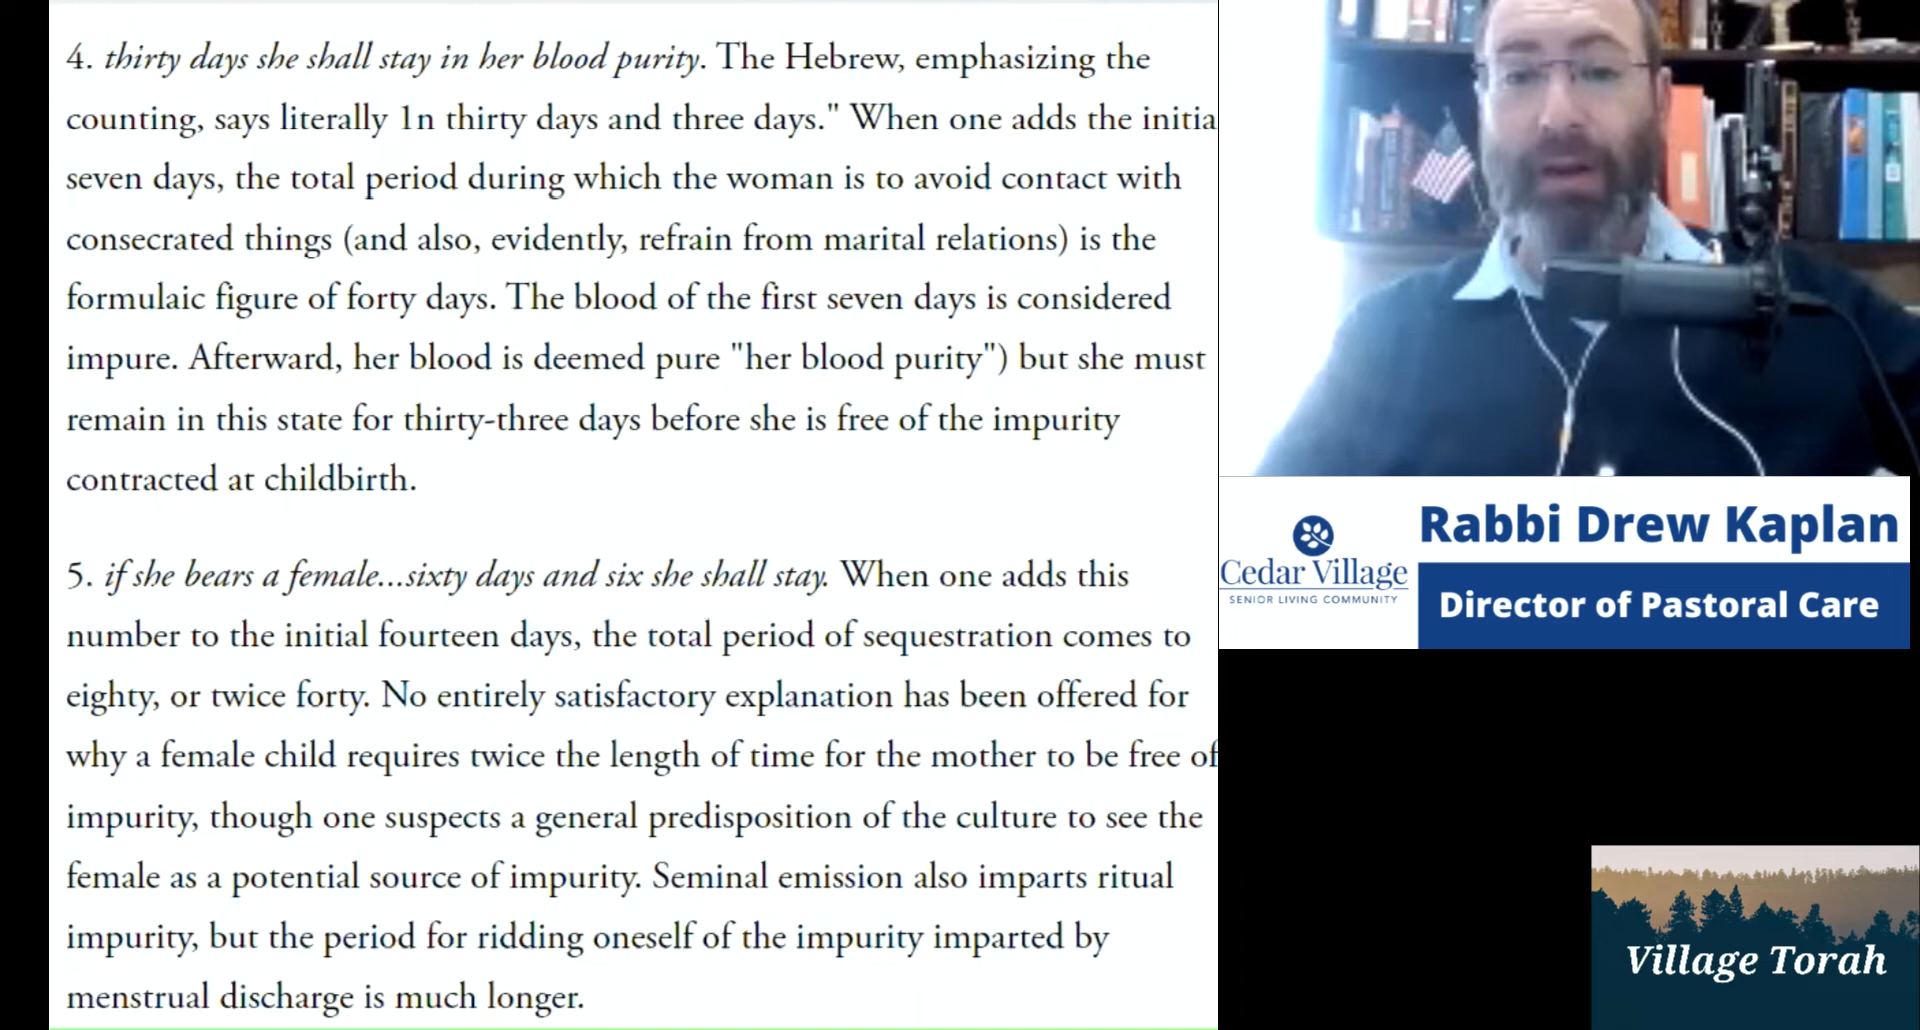 4. thirty days she shall stay in her blood purity. The Hebrew, emphasizing the
counting, says literally 1n thirty days and three days." When one adds the initia
seven days, the total period during which the woman is to avoid contact with
consecrated things (and also, evidently, refrain from marital relations) is the
formulaic figure of forty days. The blood of the first seven days is considered
impure. Afterward, her blood is deemed pure "her blood purity") but she must
remain in this state for thirty-three days before she is free of the impurity
contracted at childbirth.
5. if she bears a female...sixty days and six she shall stay. When one adds this
number to the initial fourteen days, the total period of sequestration comes to
eighty, or twice forty. No entirely satisfactory explanation has been offered for
why a female child requires twice the length of time for the mother to be free of
impurity, though one suspects a general predisposition of the culture to see the
female as a potential source of impurity. Seminal emission also imparts ritual
impurity, but the period for ridding oneself of the impurity imparted by
menstrual discharge is much longer.
Cedar Village
SENIOR LIVING COMMUNITY
Rabbi Drew Kaplan
Director of Pastoral Care
Village Torah